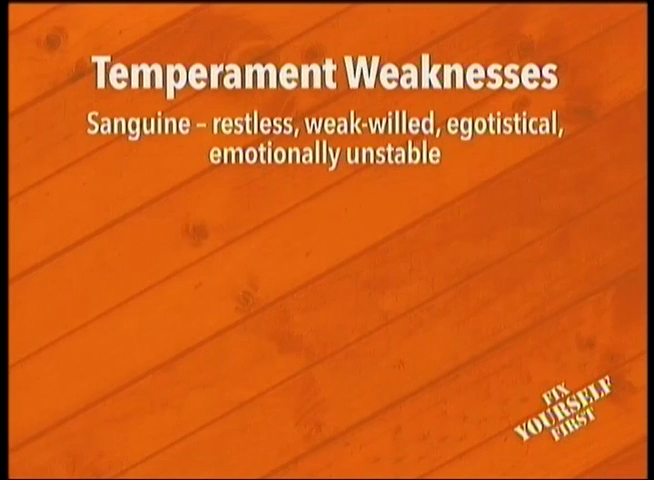 Temperament Weaknesses
Sanguine – restless, weak-willed, egotistical,
emotionally unstable
FIX
YOURSELF
FIRST